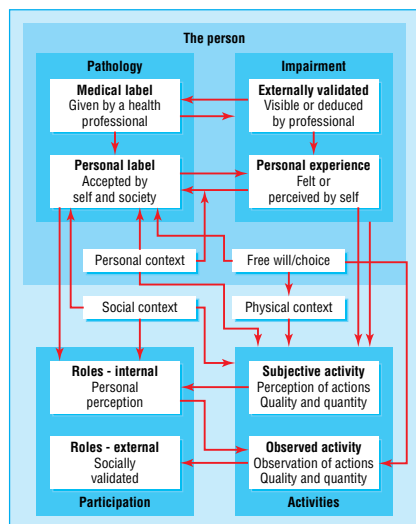 The person
Pathology
Impairment
Medical label
Given by a health
professional
Externally validated
Visible or deduced
by professional
Personal label
Accepted by
self and society
Personal experience
Felt or
perceived by self
Personal context
Free will/choice
Social context
Physical context
Roles - internal
Personal
perception
Subjective activity
Perception of actions
Quality and quantity
Roles - external
Socially
validated
Observed activity
Observation of actions
Quality and quantity
Participation
Activities